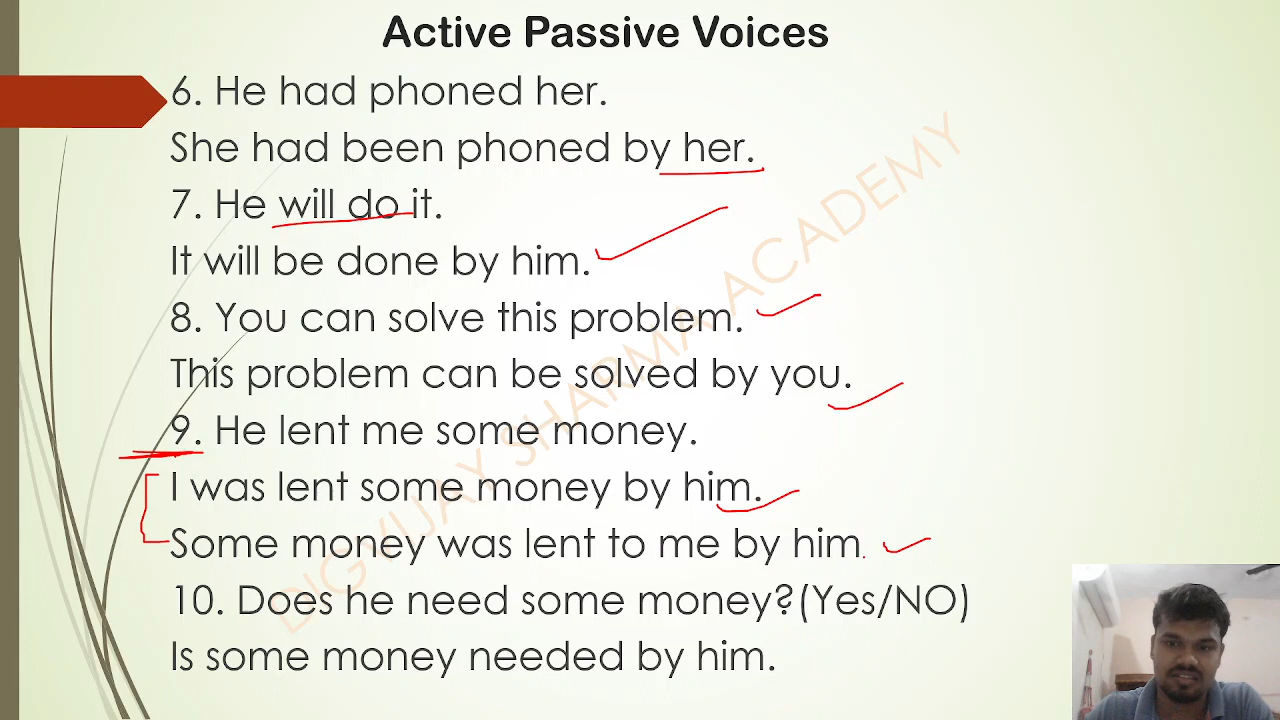 Active Passive Voices
6. He had phoned her.
She had been phoned by her.
7. He will do it.
It will be done by him.
8. You can solve this problem.
This problem can be solved by you.
9. He lent me some money.
I was lent some money by him.
Some money was lent to me by him.
10. Does he need some money?(Yes/NO)
Is some money needed by him.
DIGVIJAY SHARMA ACADEMY